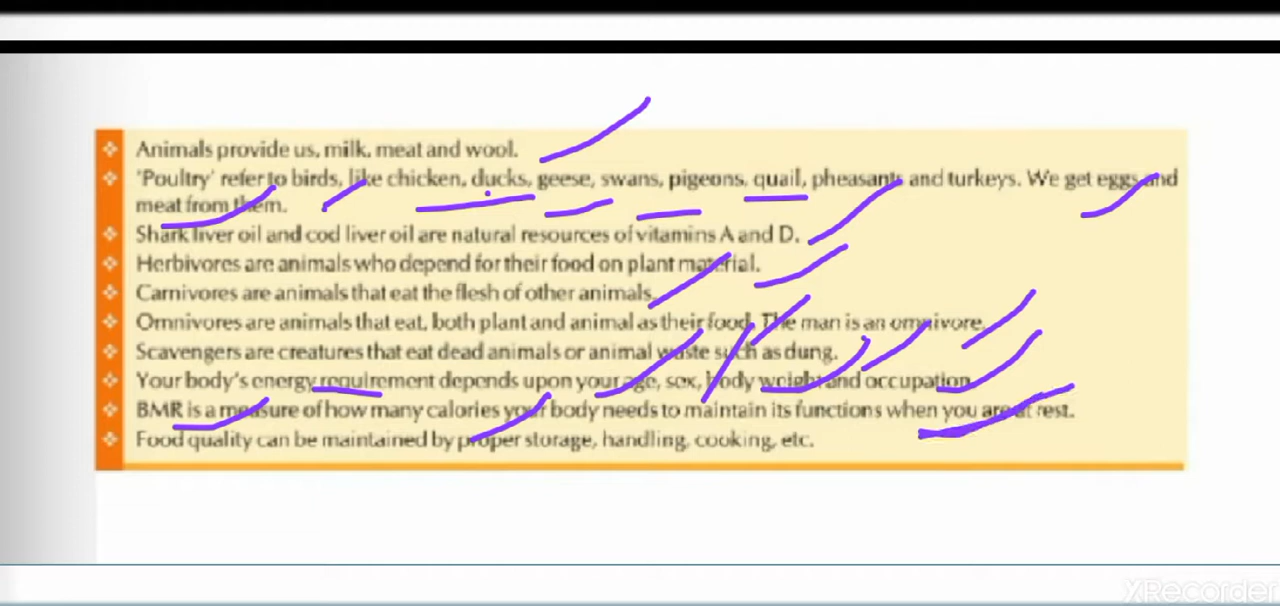 ❖ Animals provide us, milk, meat and wool.
❖ 'Poultry' refer to birds, like chicken, ducks, geese, swans, pigeons, quail, pheasants and turkeys. We get eggs and
meat from them.
❖ Shark liver oil and cod liver oil are natural resources of vitamins A and D.
❖ Herbivores are animals who depend for their food on plant material.
❖ Carnivores are animals that eat the flesh of other animals.
❖ Omnivores are animals that eat, both plant and animal as their food. The man is an omnivore.
❖ Scavengers are creatures that eat dead animals or animal waste such as dung.
❖ Your body's energy requirement depends upon your age, sex, body weight and occupation.
❖ BMR is a measure of how many calories your body needs to maintain its functions when you are at rest.
❖ Food quality can be maintained by proper storage, handling, cooking, etc.
XRecorder